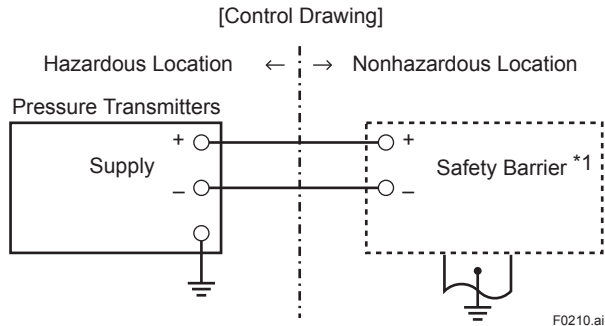 [Control Drawing]
Hazardous Location ← → Nonhazardous Location
Pressure Transmitters
+ +
Supply Safety Barrier *1
– –
F0210.ai